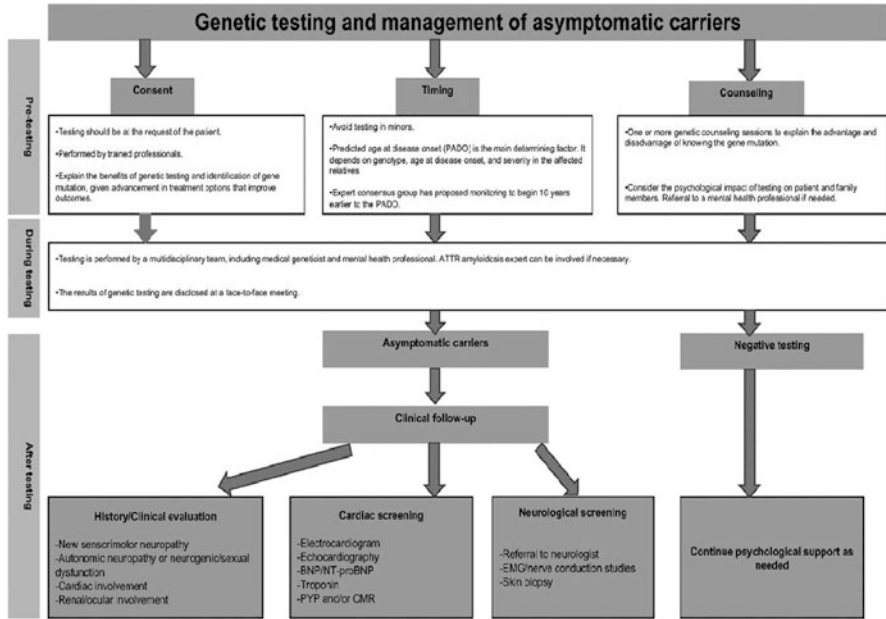 Genetic testing and management of asymptomatic carriers
Pre-testing
Consent
Timing
Counseling
•Testing should be at the request of the patient.
•Performed by trained professionals.
•Explain the benefits of genetic testing and identification of gene
mutation, gives advancement in treatment options that improve
outcomes.
•Avoid testing in minors.
•Predicted age at disease onset (PADO) is the main determining factor. It
depends on genotype, age at disease onset, and severity in the affected
relatives.
•Expert consensus group has proposed monitoring to begin 10 years
earlier to the PADO.
•One or more genetic counseling sessions to explain the advantage and
disadvantage of knowing the gene mutation.
•Consider the psychological impact of testing on patient and family
members. Referral to a mental health professional if needed.
During testing
•Testing is performed by a multidisciplinary team, including medical geneticist and mental health professional. ATTR amyloidosis expert can be involved if necessary.
•The results of genetic testing are disclosed at a face-to-face meeting.
After testing
Asymptomatic carriers
Negative testing
Clinical follow-up
History/Clinical evaluation
-New sensorimotor neuropathy
-Autonomic neuropathy or neurogenic/sexual
dysfunction
-Cardiac involvement
-Renal/ocular involvement
Cardiac screening
-Electrocardiogram
-Echocardiography
-BNP/NT-proBNP
-Troponin
-PYP and/or CMR
Neurological screening
-Referral to neurologist
-EMG/nerve conduction studies
-Skin biopsy
Continue psychological support as
needed